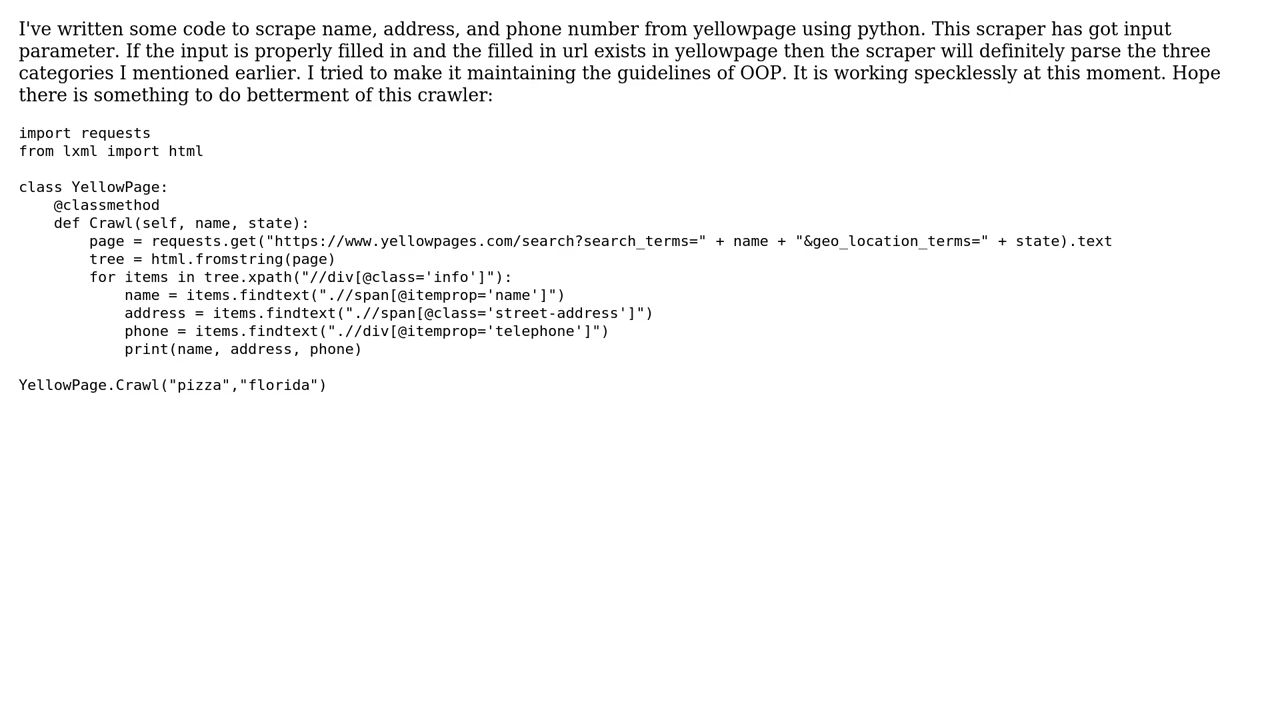 I've written some code to scrape name, address, and phone number from yellowpage using python. This scraper has got input
parameter. If the input is properly filled in and the filled in url exists in yellowpage then the scraper will definitely parse the three
categories I mentioned earlier. I tried to make it maintaining the guidelines of OOP. It is working specklessly at this moment. Hope
there is something to do betterment of this crawler:
import requests
from lxml import html
class YellowPage:
    @classmethod
    def Crawl(self, name, state):
        page = requests.get("https://www.yellowpages.com/search?search_terms=" + name + "&geo_location_terms=" + state).text
        tree = html.fromstring(page)
        for items in tree.xpath("//div[@class='info']"):
            name = items.findtext(".//span[@itemprop='name']")
            address = items.findtext(".//span[@class='street-address']")
            phone = items.findtext(".//div[@itemprop='telephone']")
            print(name, address, phone)
YellowPage.Crawl("pizza","florida")